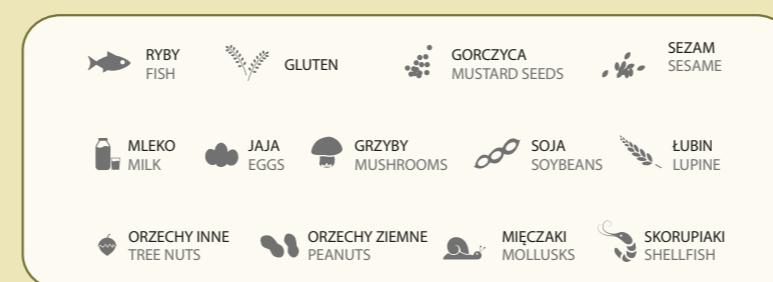 RYBY
FISH
GLUTEN
GORCZYCA
MUSTARD SEEDS
SEZAM
SESAME
MLEKO
MILK
JAJA
EGGS
GRZYBY
MUSHROOMS
SOJA
SOYBEANS
ŁUBIN
LUPINE
ORZECHY INNE
TREE NUTS
ORZECHY ZIEMNE
PEANUTS
MIĘCZAKI
MOLLUSKS
SKORUPIAKI
SHELLFISH